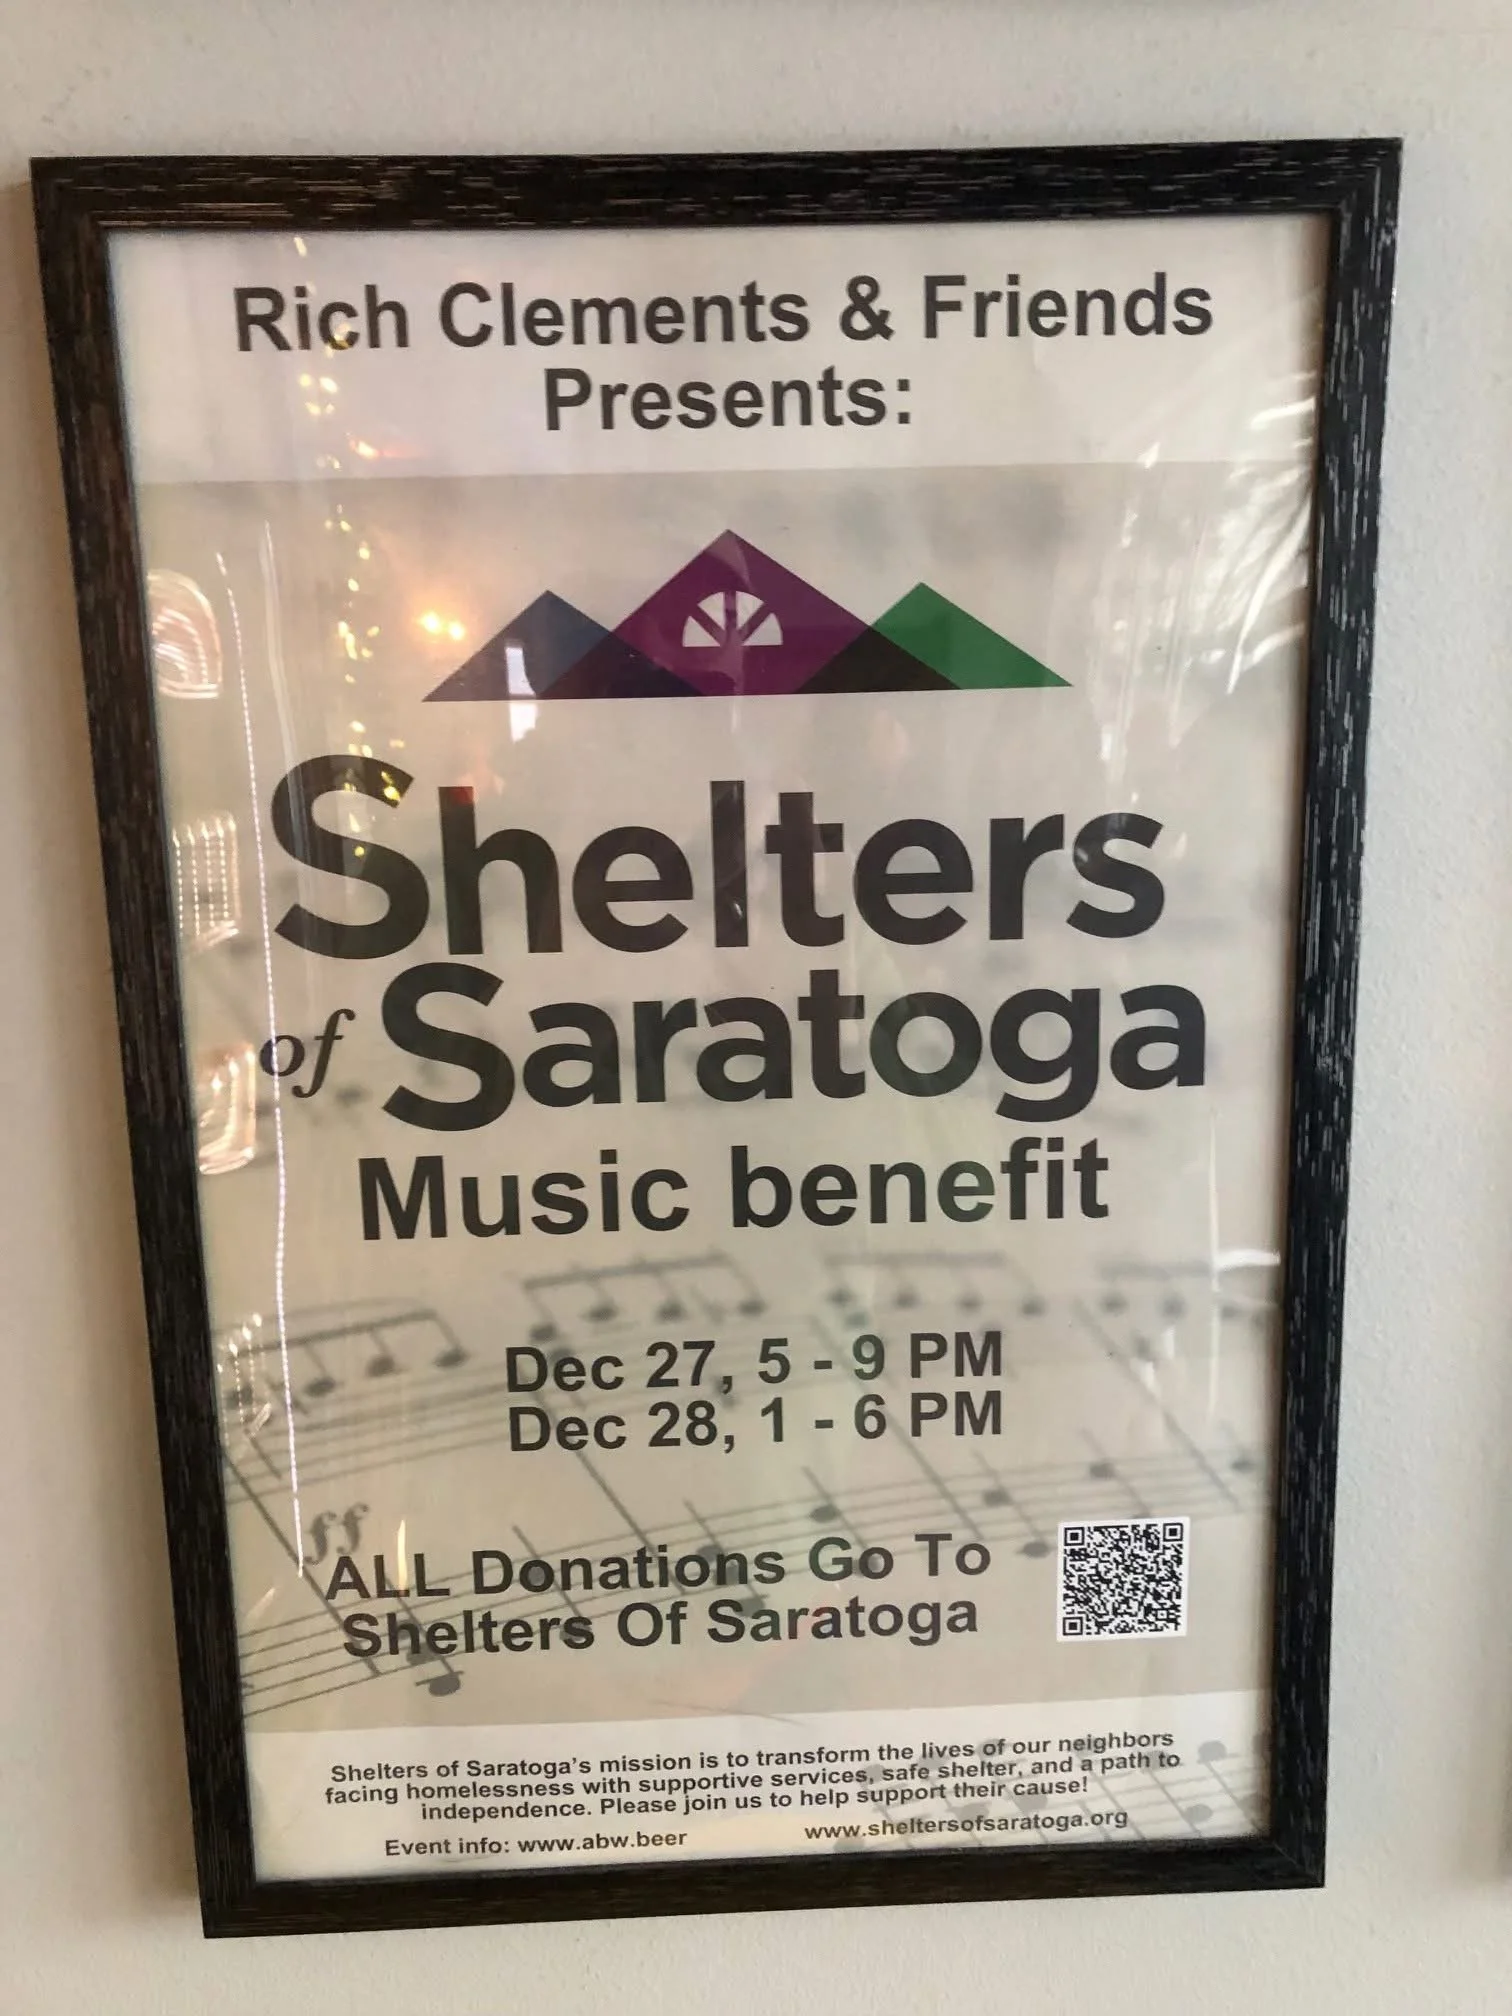 Rich Clements & Friends
Presents:
Shelters
of Saratoga
Music benefit
Dec 27, 5 - 9 PM
Dec 28, 1 - 6 PM
ff
ALL Donations Go To
Shelters Of Saratoga
Shelters of Saratoga's mission is to transform the lives of our neighbors
facing homelessness with supportive services, safe shelter, and a path to
independence. Please join us to help support their cause!
Event info: www.abw.beer
www.sheltersofsaratoga.org